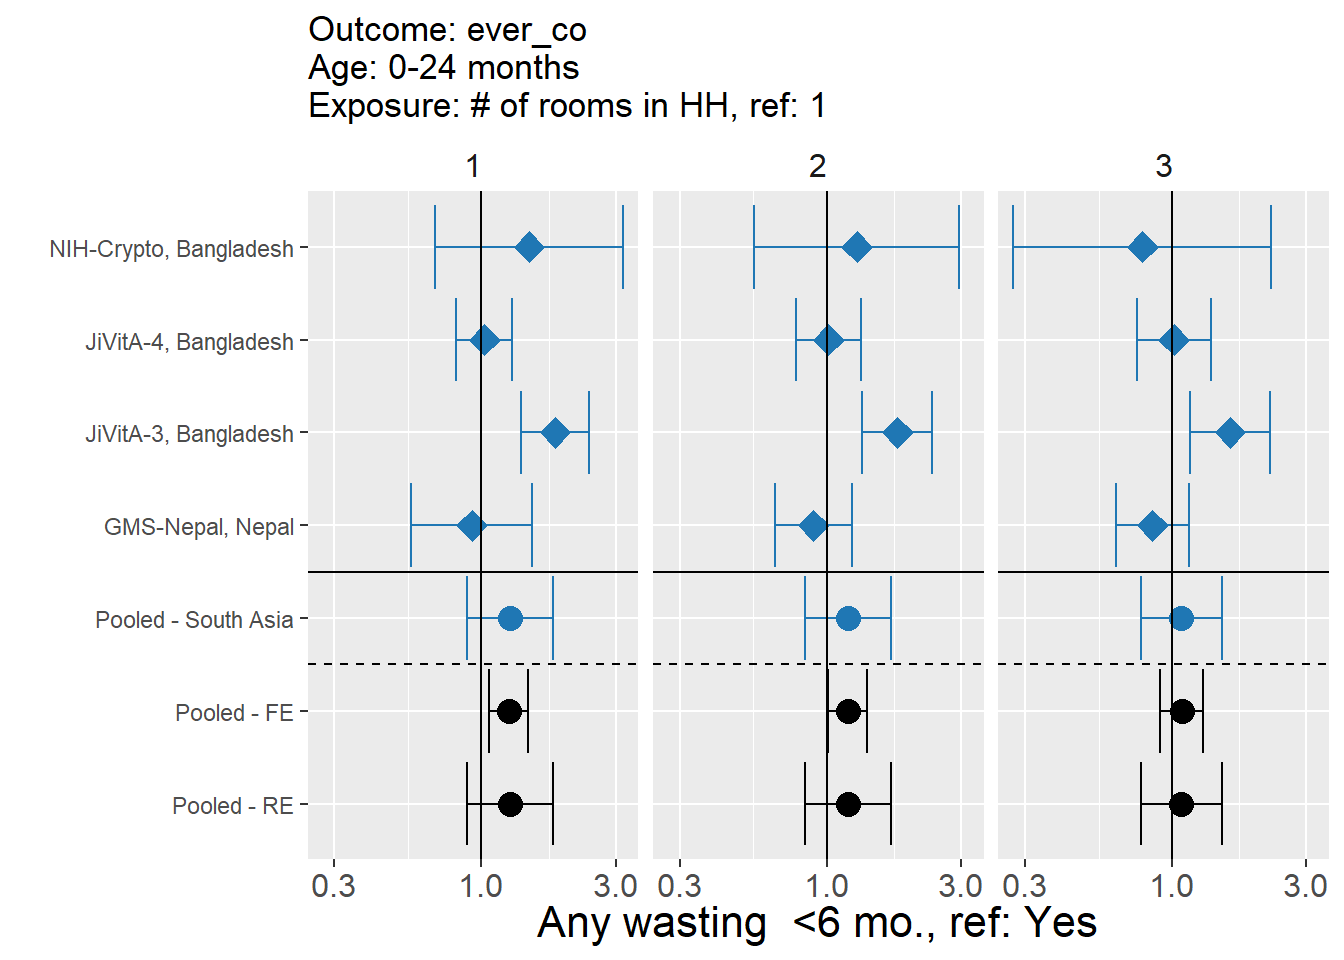 Outcome: ever_co
Age: 0-24 months
Exposure: # of rooms in HH, ref: 1
1 2 3
NIH-Crypto, Bangladesh
JiVitA-4, Bangladesh
JiVitA-3, Bangladesh
GMS-Nepal, Nepal
Pooled - South Asia
Pooled - FE
Pooled - RE
0.3 1.0 3.0 0.3 1.0 3.0 0.3 1.0 3.0
Any wasting  <6 mo., ref: Yes